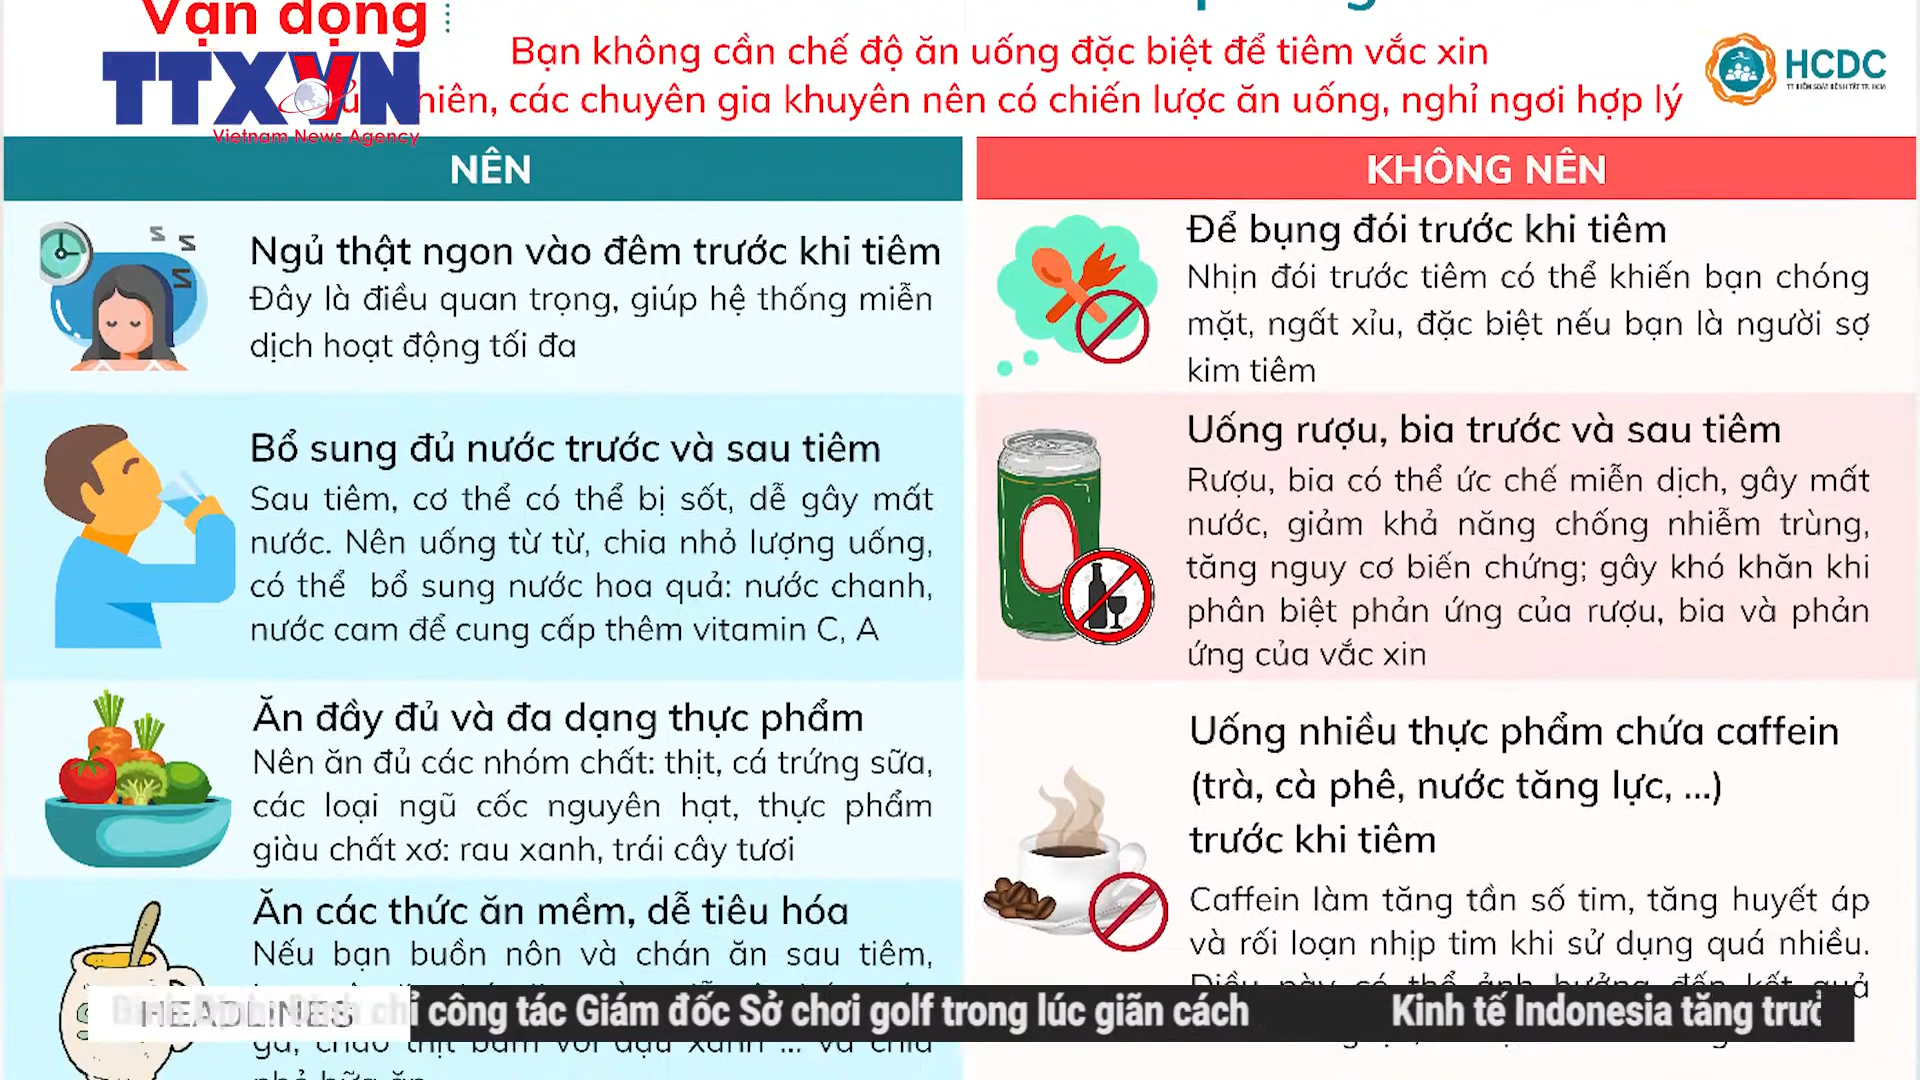 Vận động
TTXVN
Vietnam News Agency
Bạn không cần chế độ ăn uống đặc biệt để tiêm vắc xin
nhiên, các chuyên gia khuyên nên có chiến lược ăn uống, nghỉ ngơi hợp lý
HCDC
NÊN
Ngủ thật ngon vào đêm trước khi tiêm
Đây là điều quan trọng, giúp hệ thống miễn
dịch hoạt động tối đa
Bổ sung đủ nước trước và sau tiêm
Sau tiêm, cơ thể có thể bị sốt, dễ gây mất
nước. Nên uống từ từ, chia nhỏ lượng uống,
có thể bổ sung nước hoa quả: nước chanh,
nước cam để cung cấp thêm vitamin C, A
Ăn đầy đủ và đa dạng thực phẩm
Nên ăn đủ các nhóm chất: thịt, cá trứng sữa,
các loại ngũ cốc nguyên hạt, thực phẩm
giàu chất xơ: rau xanh, trái cây tươi
Ăn các thức ăn mềm, dễ tiêu hóa
Nếu bạn buồn nôn và chán ăn sau tiêm,
KHÔNG NÊN
Để bụng đói trước khi tiêm
Nhịn đói trước tiêm có thể khiến bạn chóng
mặt, ngất xỉu, đặc biệt nếu bạn là người sợ
kim tiêm
Uống rượu, bia trước và sau tiêm
Rượu, bia có thể ức chế miễn dịch, gây mất
nước, giảm khả năng chống nhiễm trùng,
tăng nguy cơ biến chứng; gây khó khăn khi
phân biệt phản ứng của rượu, bia và phản
ứng của vắc xin
Uống nhiều thực phẩm chứa caffein
(trà, cà phê, nước tăng lực, ...)
trước khi tiêm
Caffein làm tăng tần số tim, tăng huyết áp
và rối loạn nhịp tim khi sử dụng quá nhiều.
Điều này có thể ảnh hưởng đến kết quả
HEADLINES
chỉ công tác Giám đốc Sở chơi golf trong lúc giãn cách
Kinh tế Indonesia tăng